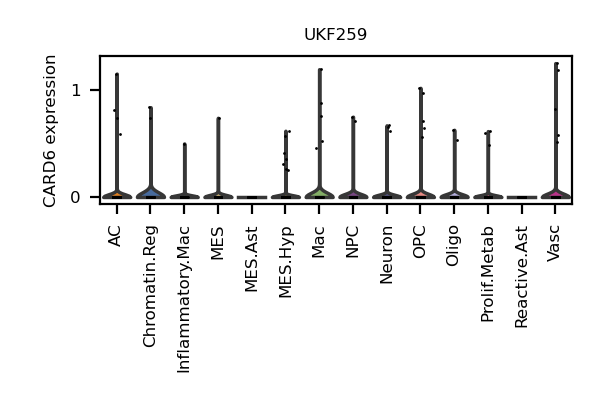 UKF259
CARD6 expression
1
0
AC
Chromatin.Reg
Inflammatory.Mac
MES
MES.Ast
MES.Hyp
Mac
NPC
Neuron
OPC
Oligo
Prolif.Metab
Reactive.Ast
Vasc